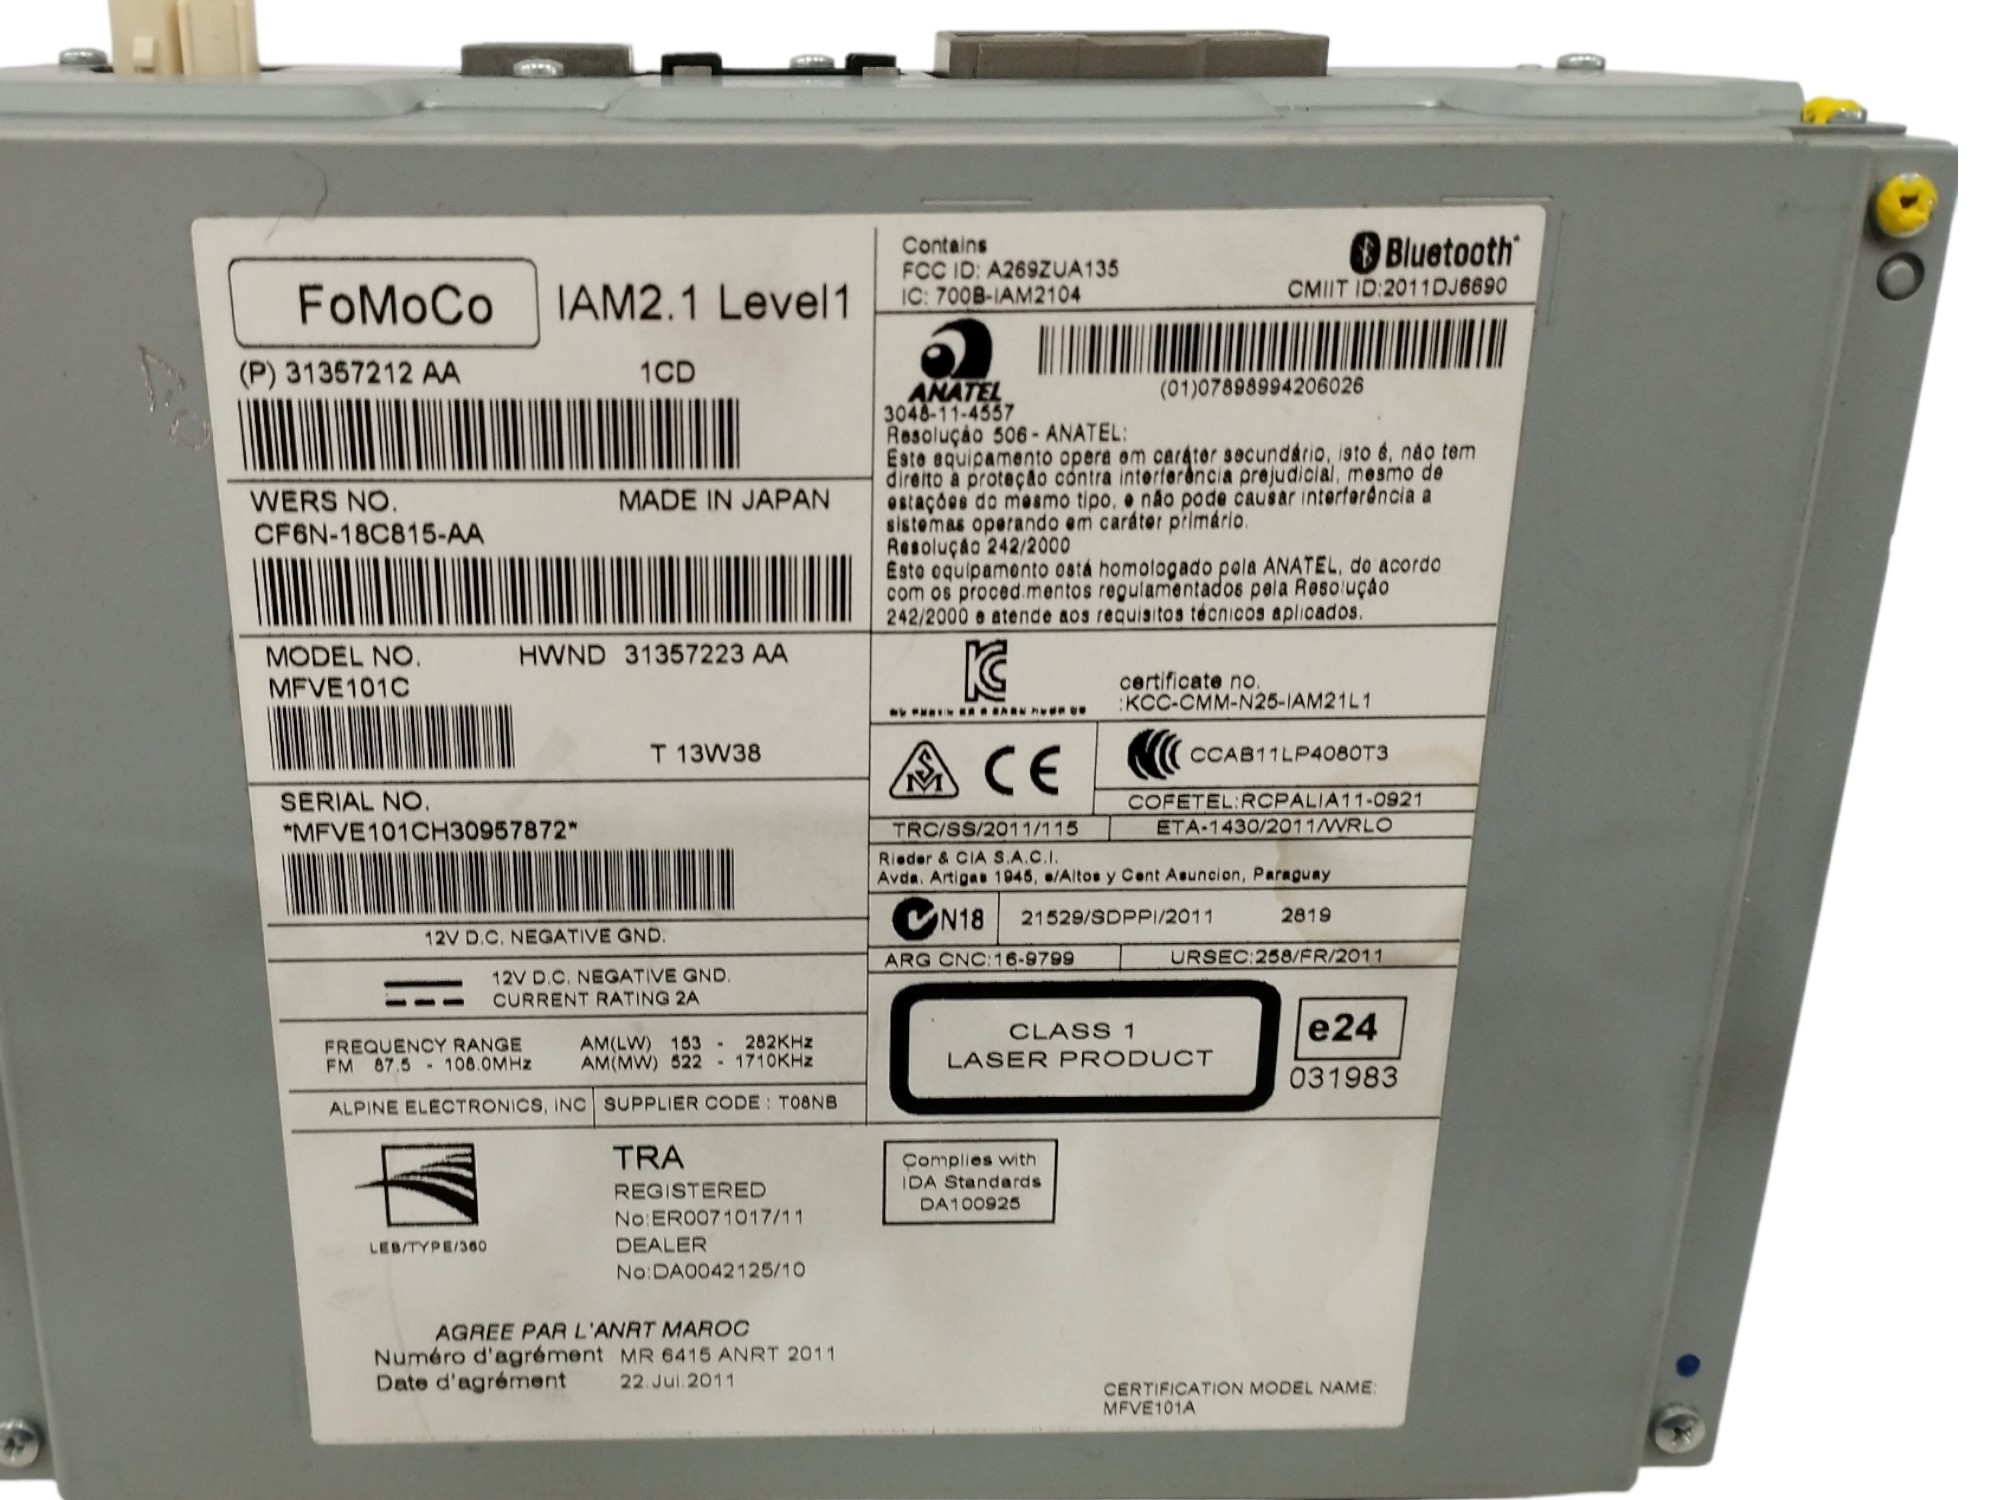 FoMoCo IAM2.1 Level1
(P) 31357212 AA 1CD
WERS NO. MADE IN JAPAN
CF6N-18C815-AA
MODEL NO. HWND 31357223 AA
MFVE101C
T 13W38
SERIAL NO.
*MFVE101CH30957872*
12V D.C. NEGATIVE GND.
12V D.C. NEGATIVE GND.
CURRENT RATING 2A
FREQUENCY RANGE AM(LW) 153 - 282KHz
FM 87.5 - 108.0MHz AM(MW) 522 - 1710KHz
ALPINE ELECTRONICS, INC SUPPLIER CODE : T08NB
Contains
FCC ID: A269ZUA135
IC: 700B-IAM2104
Bluetooth
CMIIT ID:2011DJ6690
ANATEL
(01)07898994206026
3048-11-4557
Resolução 506 - ANATEL:
Este equipamento opera em caráter secundário, isto é, não tem
direito à proteção contra interferência prejudicial, mesmo de
estações do mesmo tipo, e não pode causar interferência a
sistemas operando em caráter primário.
Resolução 242/2000
Este equipamento está homologado pela ANATEL, de acordo
com os procedimentos regulamentados pela Resolução
242/2000 e atende aos requisitos técnicos aplicados.
certificate no.
:KCC-CMM-N25-IAM21L1
CE
CCAB11LP4080T3
COFETEL:RCPALIA11-0921
TRC/SS/2011/115 ETA-1430/2011/WRLO
Rieder & CIA S.A.C.I.
Avda. Artigas 1945, e/Altos y Cent Asuncion, Paraguay
N18 21529/SDPPI/2011 2819
ARG CNC:16-9799 URSEC:258/FR/2011
CLASS 1
LASER PRODUCT
e24
031983
LEB/TYPE/360
TRA
REGISTERED
No:ER0071017/11
DEALER
No:DA0042125/10
Complies with
IDA Standards
DA100925
AGREE PAR L'ANRT MAROC
Numéro d'agrément MR 6415 ANRT 2011
Date d'agrément 22.Jul.2011
CERTIFICATION MODEL NAME:
MFVE101A